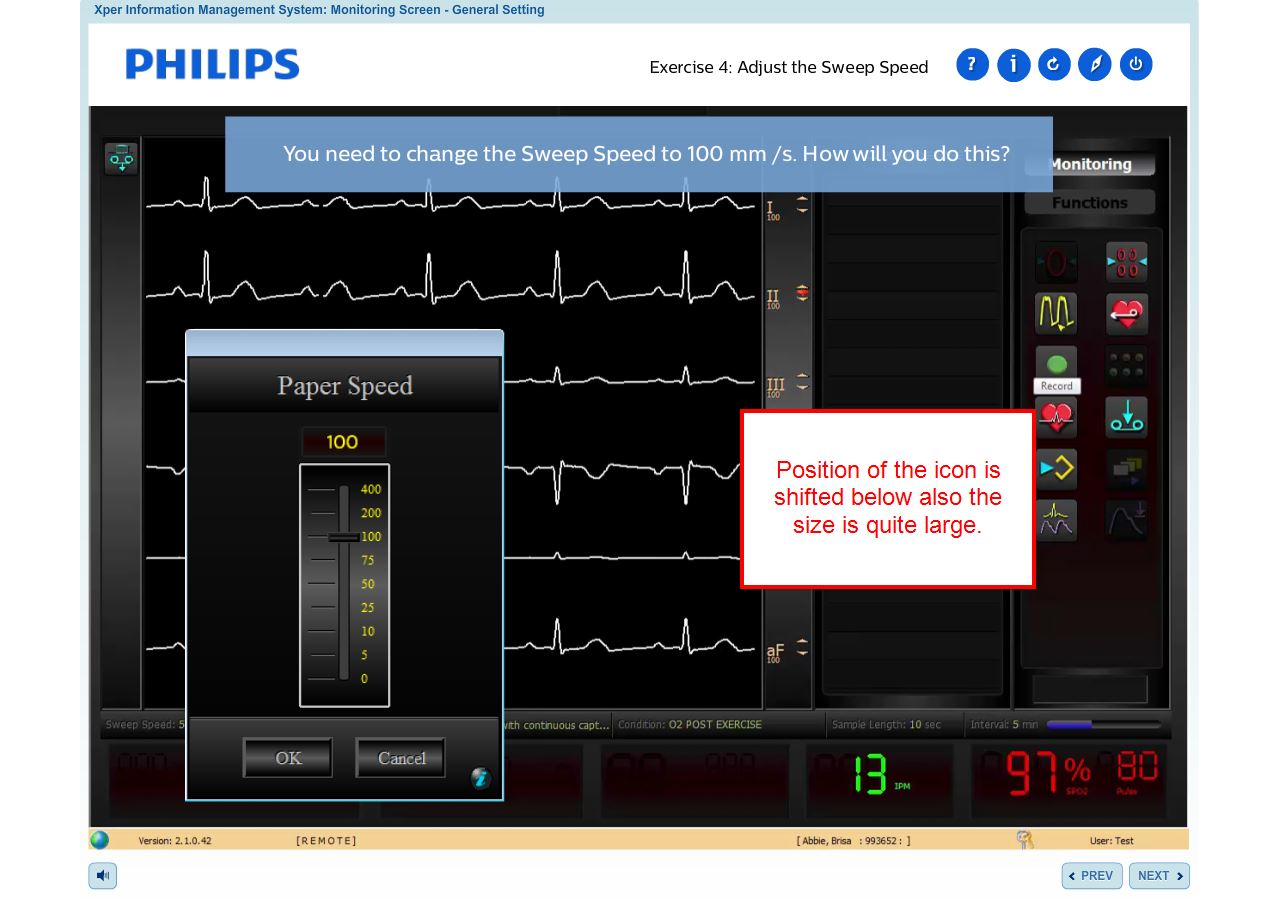 Xper Information Management System: Monitoring Screen - General Setting
PHILIPS
Exercise 4: Adjust the Sweep Speed
You need to change the Sweep Speed to 100 mm /s. How will you do this?
Monitoring
Functions
I
100
II
100
III
100
Record
Paper Speed
100
400
200
100
75
50
25
10
5
0
OK
Cancel
Position of the icon is
shifted below also the
size is quite large.
aF
100
Sweep Speed: 5
with continuous capt...
Condition: O2 POST EXERCISE
Sample Length: 10 sec
Interval: 5 min
13 IPM
97 % SPO2
80 Pulse
Version: 2.1.0.42
[REMOTE]
[ Abbie, Brisa : 993652 : ]
User: Test
PREV
NEXT